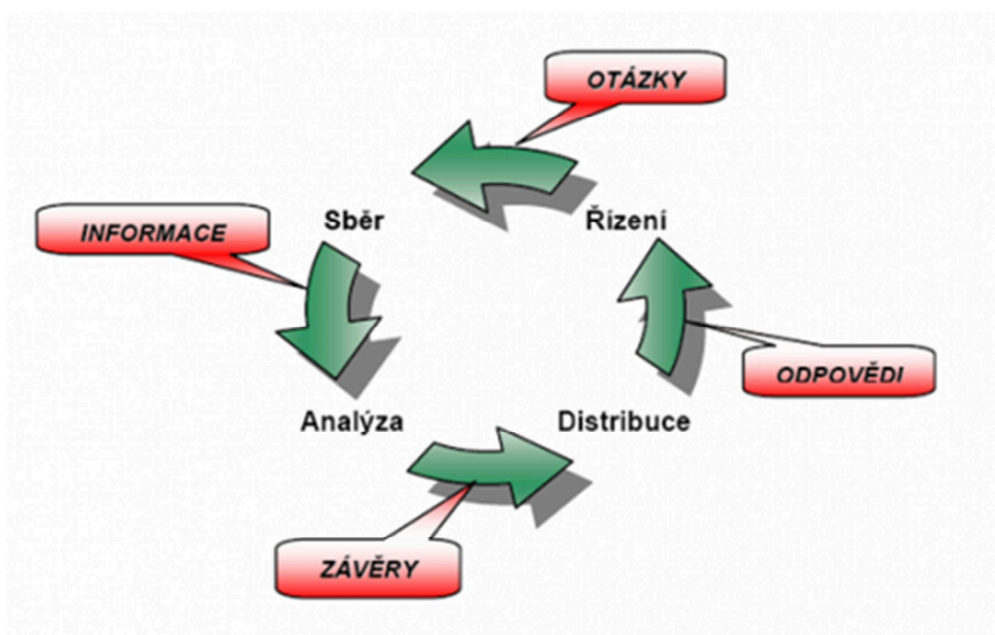 OTÁZKY
Sběr
Řízení
INFORMACE
ODPOVĚDI
Analýza
Distribuce
ZÁVĚRY